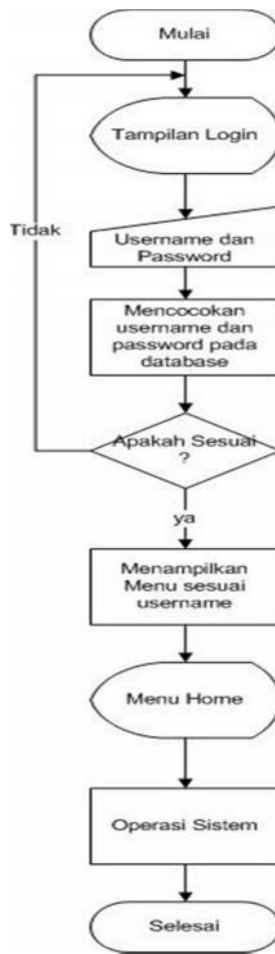 Mulai
Tampilan Login
Tidak
Username dan
Password
Mencocokan
username dan
password pada
database
Apakah Sesuai
?
ya
Menampilkan
Menu sesuai
username
Menu Home
Operasi Sistem
Selesai